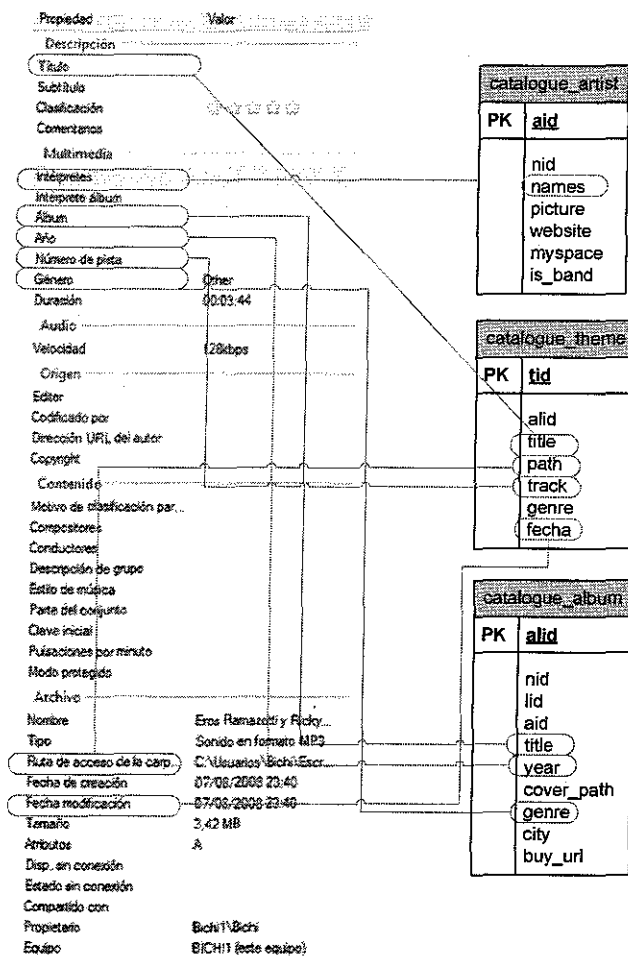 Propiedad Valor
Descripción
Título
Subtítulo
Clasificación
Comentarios
Multimedia
Intérpretes
Intérprete álbum
Álbum
Año
Número de pista
Género Other
Duración 00:03:44
Audio
Velocidad 128kbps
Origen
Editor
Codificado por
Dirección URL del autor
Copyright
Contenido
Motivo de clasificación par...
Compositores
Conductores
Descripción de grupo
Estilo de música
Parte del conjunto
Clave inicial
Pulsaciones por minuto
Modo protegido
Archivo
Nombre Eros Ramazotti y Ricky...
Tipo Sonido en formato MP3
Ruta de acceso de la carp... C:\Usuarios\Bichi\Escr...
Fecha de creación 07/08/2008 23:40
Fecha modificación 07/08/2008 23:40
Tamaño 3,42 MB
Atributos A
Disp. sin conexión
Estado sin conexión
Compartido con
Propietario Bichi1\Bichi
Equipo BICHI1 (este equipo)
catalogue_artist
PK aid
nid
names
picture
website
myspace
is_band
catalogue_theme
PK tid
alid
title
path
track
genre
fecha
catalogue_album
PK alid
nid
lid
aid
title
year
cover_path
genre
city
buy_url